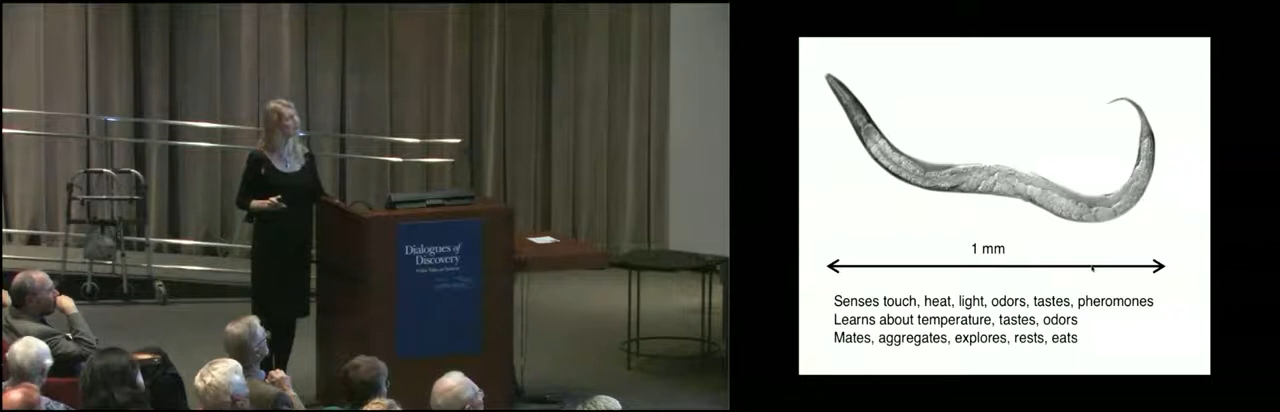 Dialogues of
Discovery
1 mm
Senses touch, heat, light, odors, tastes, pheromones
Learns about temperature, tastes, odors
Mates, aggregates, explores, rests, eats